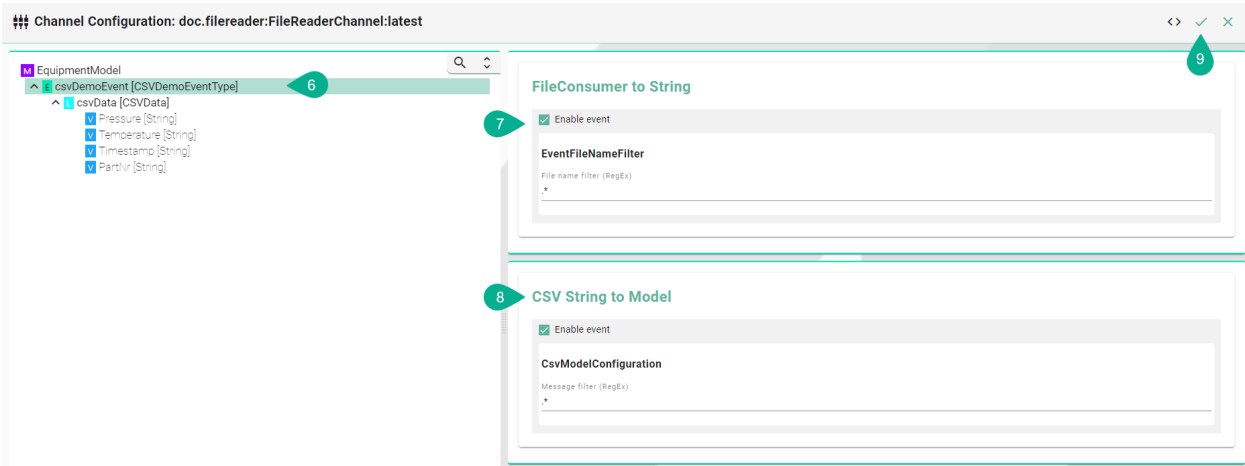 Channel Configuration: doc.filereader:FileReaderChannel:latest
9
M EquipmentModel
E csvDemoEvent [CSVDemoEventType]
6
L csvData [CSVData]
V Pressure [String]
V Temperature [String]
V Timestamp [String]
V PartNr [String]
FileConsumer to String
7
Enable event
EventFileNameFilter
File name filter (RegEx)
.*
8
CSV String to Model
Enable event
CsvModelConfiguration
Message filter (RegEx)
.*